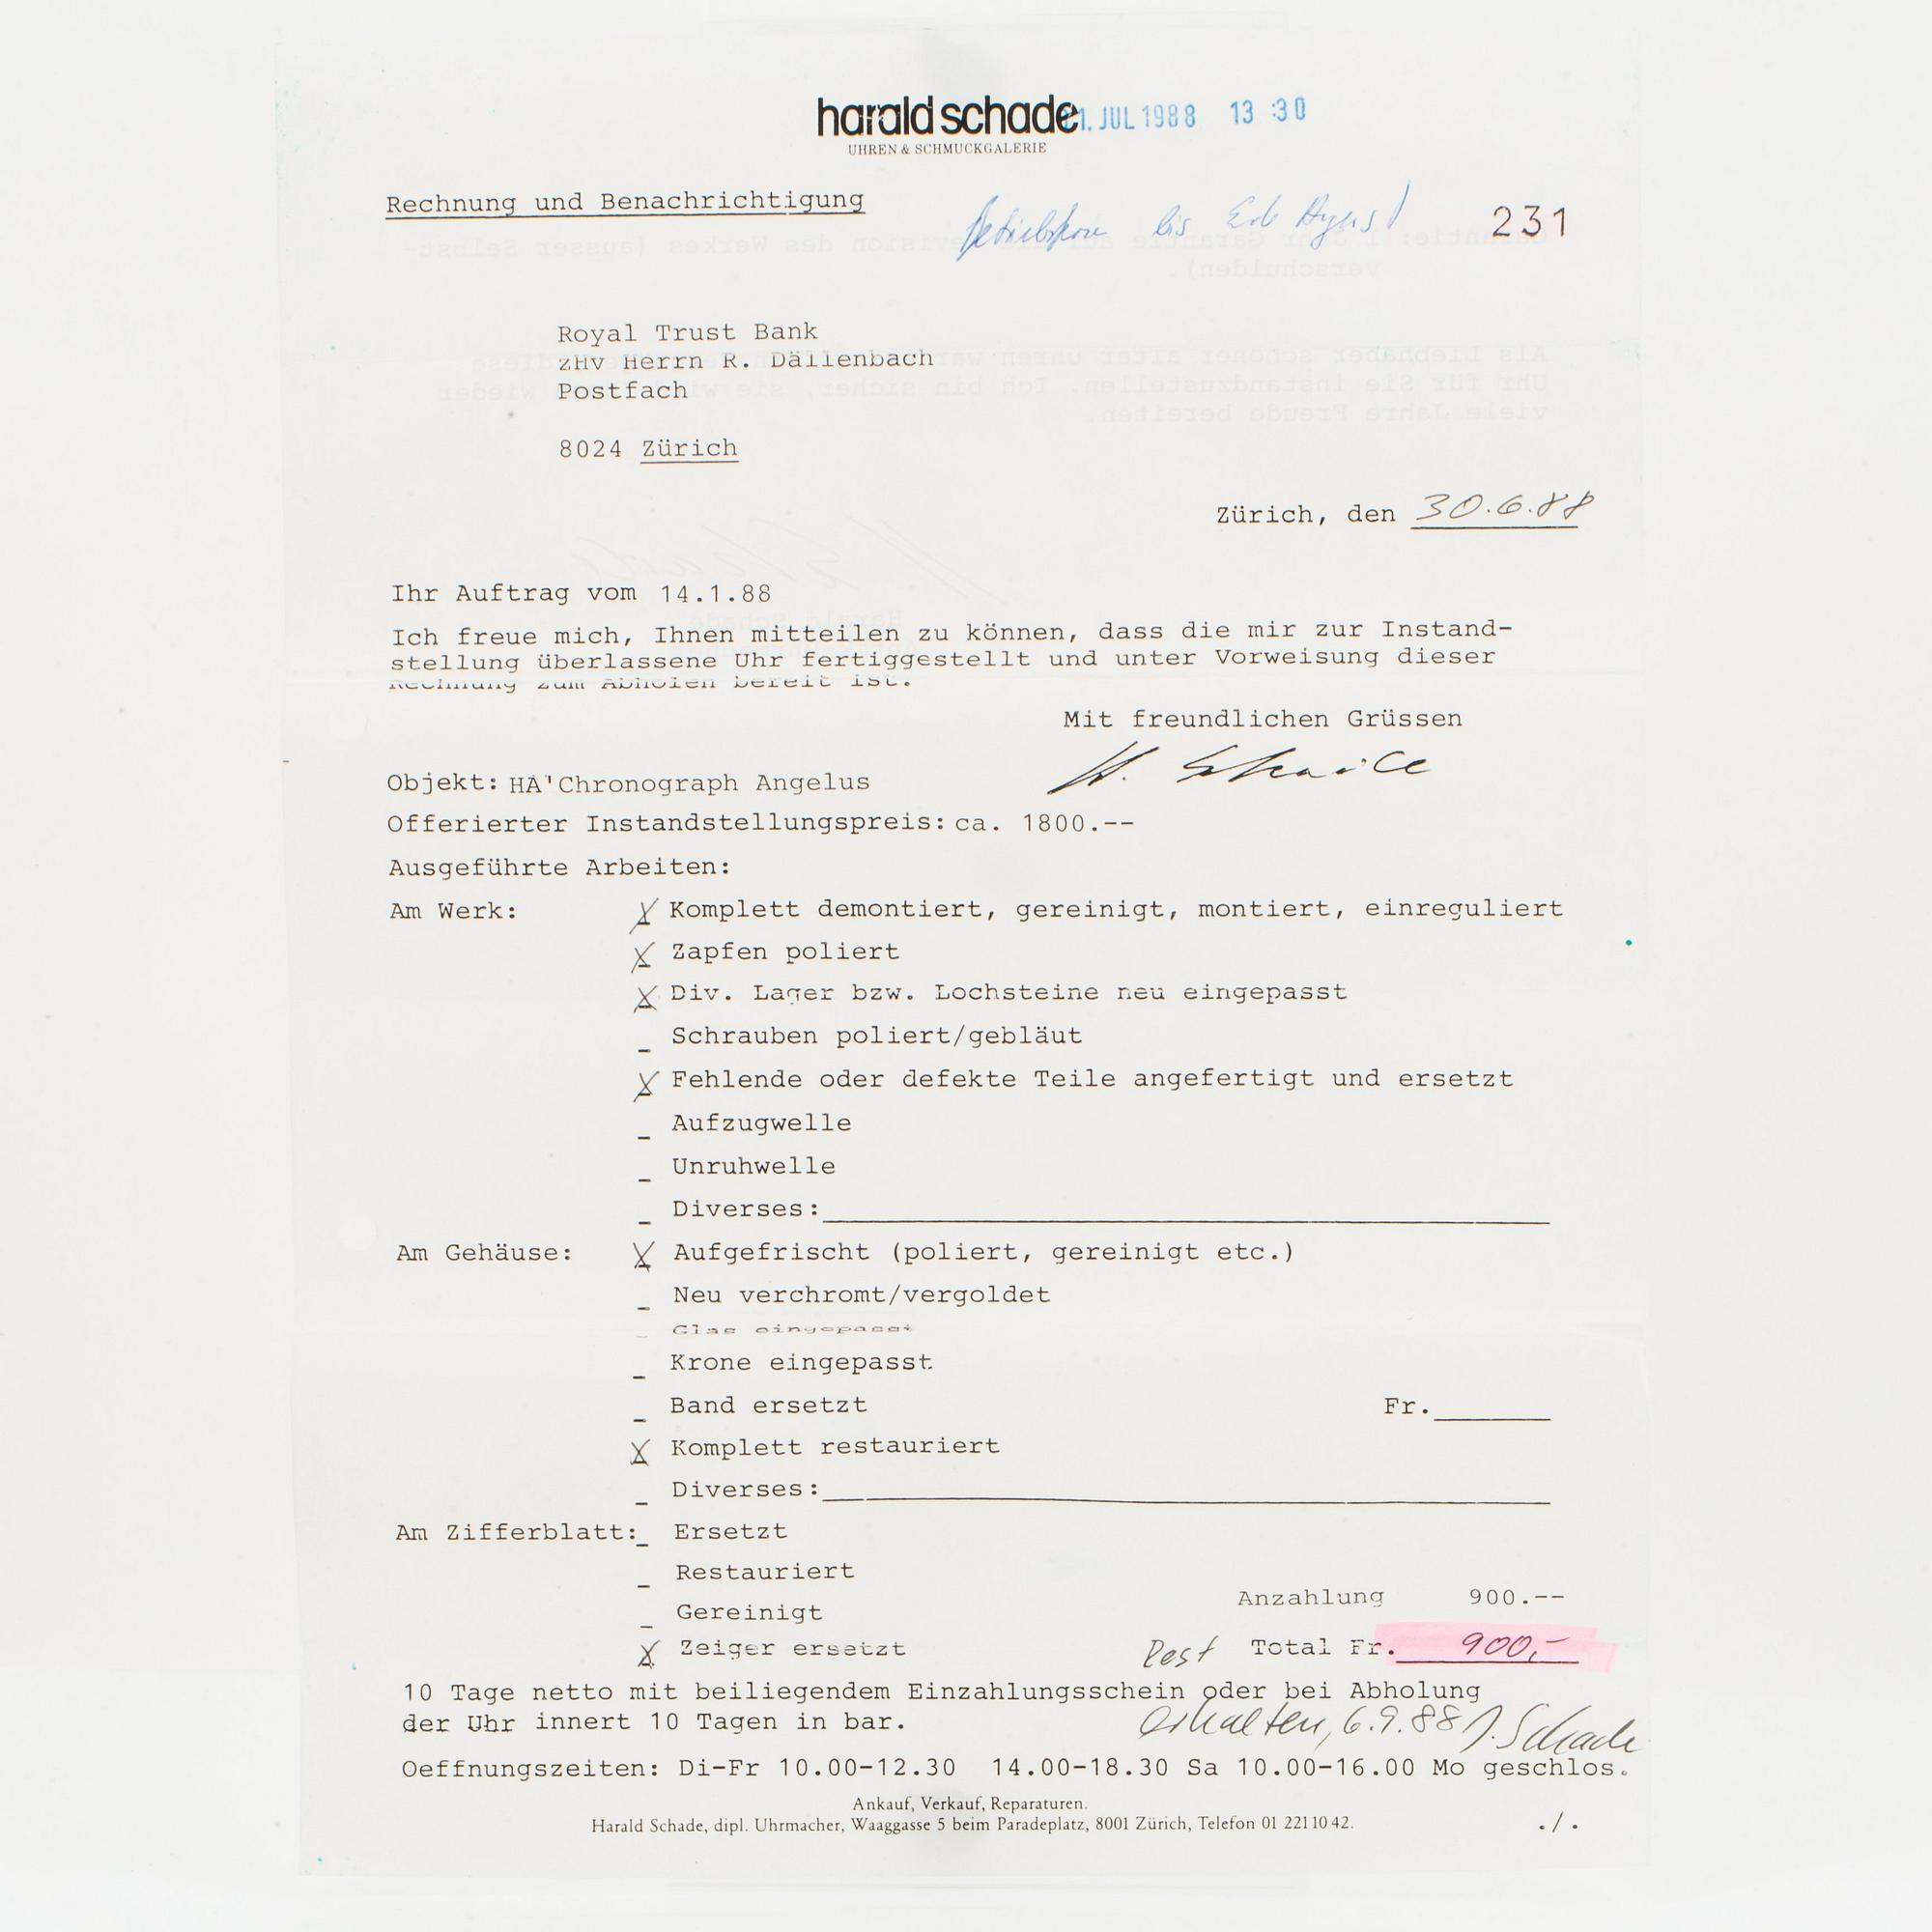 harald schade
1. JUL 1988 13:30
UHREN & SCHMUCKGALERIE
Rechnung und Benachrichtigung
bis
231
Royal Trust Bank
zHv Herrn R. Dällenbach
Postfach
8024 Zürich
Zürich, den 30.6.88
Ihr Auftrag vom 14.1.88
Ich freue mich, Ihnen mitteilen zu können, dass die mir zur Instand-
stellung überlassene Uhr fertiggestellt und unter Vorweisung dieser
Rechnung zum Abholen bereit ist.
Mit freundlichen Grüssen
H. Schade
Objekt: HA'Chronograph Angelus
Offerierter Instandstellungspreis: ca. 1800.--
Ausgeführte Arbeiten:
Am Werk: X Komplett demontiert, gereinigt, montiert, einreguliert
X Zapfen poliert
X Div. Lager bzw. Lochsteine neu eingepasst
_ Schrauben poliert/gebläut
X Fehlende oder defekte Teile angefertigt und ersetzt
_ Aufzugwelle
_ Unruhwelle
_ Diverses:
Am Gehäuse: X Aufgefrischt (poliert, gereinigt etc.)
_ Neu verchromt/vergoldet
_ Glas eingepasst
_ Krone eingepasst
_ Band ersetzt Fr.
X Komplett restauriert
_ Diverses:
Am Zifferblatt: _ Ersetzt
_ Restauriert
Anzahlung 900.--
_ Gereinigt
X Zeiger ersetzt Rest Total Fr. 900,-
10 Tage netto mit beiliegendem Einzahlungsschein oder bei Abholung
der Uhr innert 10 Tagen in bar. erhalten, 6.9.88 Schade
Oeffnungszeiten: Di-Fr 10.00-12.30 14.00-18.30 Sa 10.00-16.00 Mo geschlos.
Ankauf, Verkauf, Reparaturen.
Harald Schade, dipl. Uhrmacher, Waaggasse 5 beim Paradeplatz, 8001 Zürich, Telefon 01 221 10 42.
./.